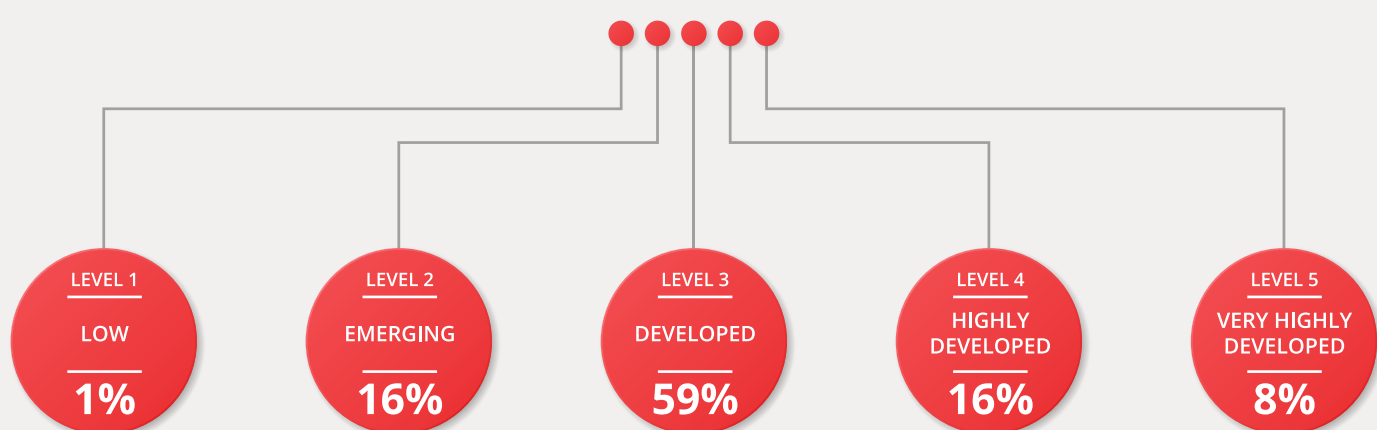 LEVEL 1
LOW
1%
LEVEL 2
EMERGING
16%
LEVEL 3
DEVELOPED
59%
LEVEL 4
HIGHLY
DEVELOPED
16%
LEVEL 5
VERY HIGHLY
DEVELOPED
8%